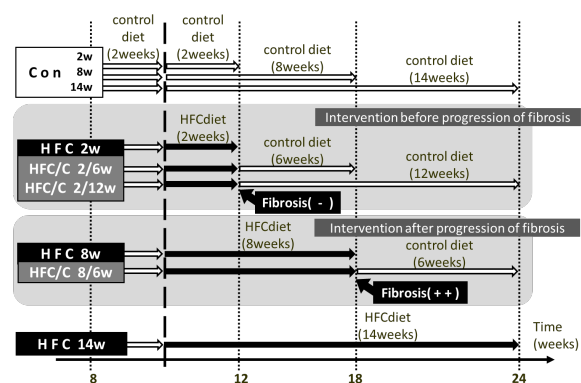 control
diet
(2weeks)
control
diet
(2weeks)
control diet
(8weeks)
control diet
(14weeks)
Con
2w
8w
14w
Intervention before progression of fibrosis
HFCdiet
(2weeks)
control diet
(6weeks)
control diet
(12weeks)
HFC 2w
HFC/C 2/6w
HFC/C 2/12w
Fibrosis( - )
Intervention after progression of fibrosis
HFCdiet
(8weeks)
control diet
(6weeks)
HFC 8w
HFC/C 8/6w
Fibrosis(++)
HFCdiet
(14weeks)
HFC 14w
Time
(weeks)
8
12
18
24